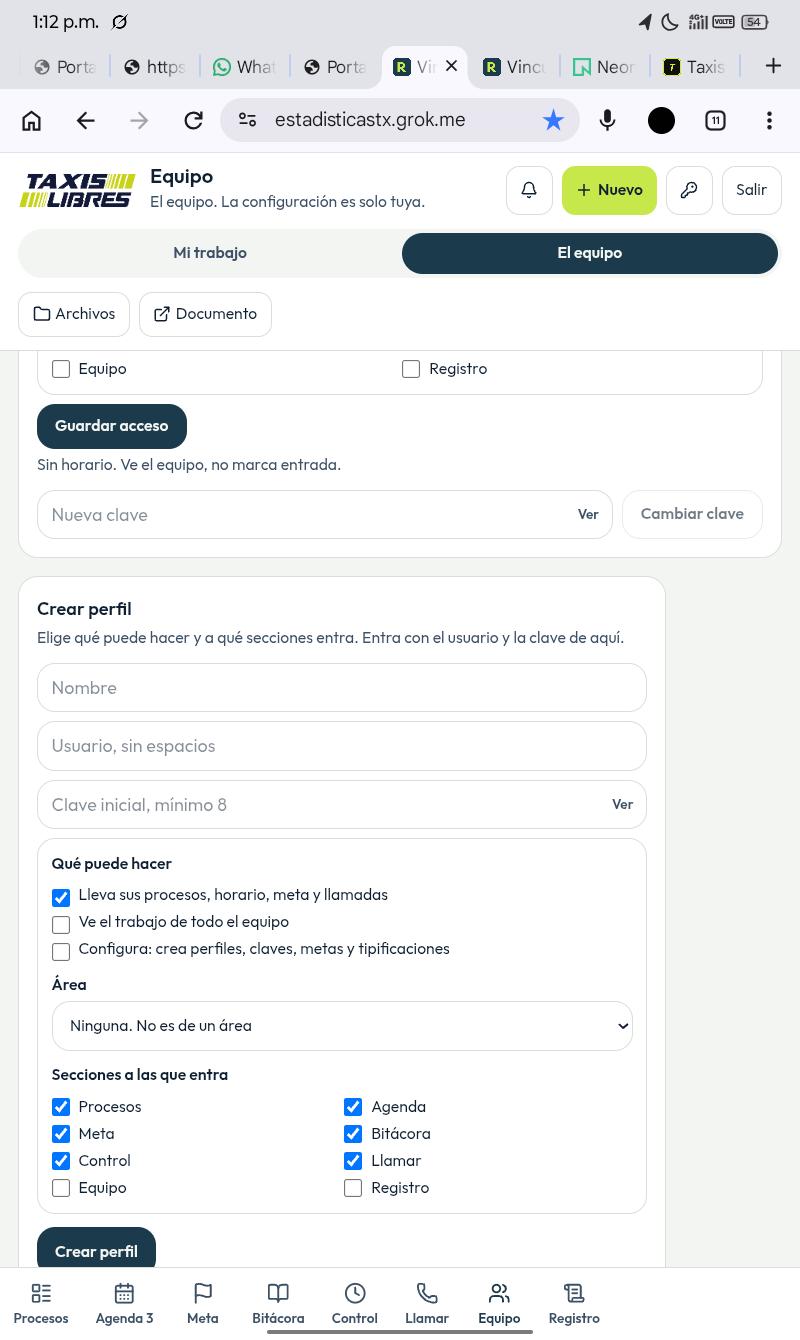 1:12 p.m.
4G+ VoLTE 54
Porta https What Porta Vin Vincu Neon Taxis
estadisticastx.grok.me 11
TAXIS LIBRES
Equipo
El equipo. La configuración es solo tuya.
+ Nuevo Salir
Mi trabajo El equipo
Archivos Documento
Equipo Registro
Guardar acceso
Sin horario. Ve el equipo, no marca entrada.
Nueva clave Ver Cambiar clave
Crear perfil
Elige qué puede hacer y a qué secciones entra. Entra con el usuario y la clave de aquí.
Nombre
Usuario, sin espacios
Clave inicial, mínimo 8 Ver
Qué puede hacer
Lleva sus procesos, horario, meta y llamadas
Ve el trabajo de todo el equipo
Configura: crea perfiles, claves, metas y tipificaciones
Área
Ninguna. No es de un área
Secciones a las que entra
Procesos Agenda
Meta Bitácora
Control Llamar
Equipo Registro
Crear perfil
Procesos Agenda 3 Meta Bitácora Control Llamar Equipo Registro